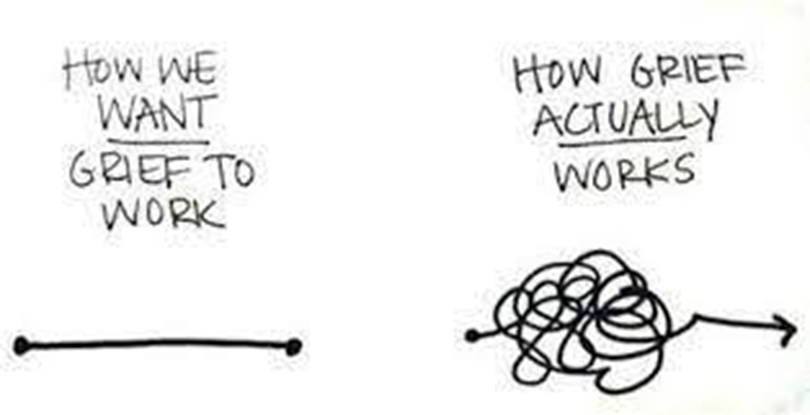 HOW WE
WANT
GRIEF TO
WORK
HOW GRIEF
ACTUALLY
WORKS